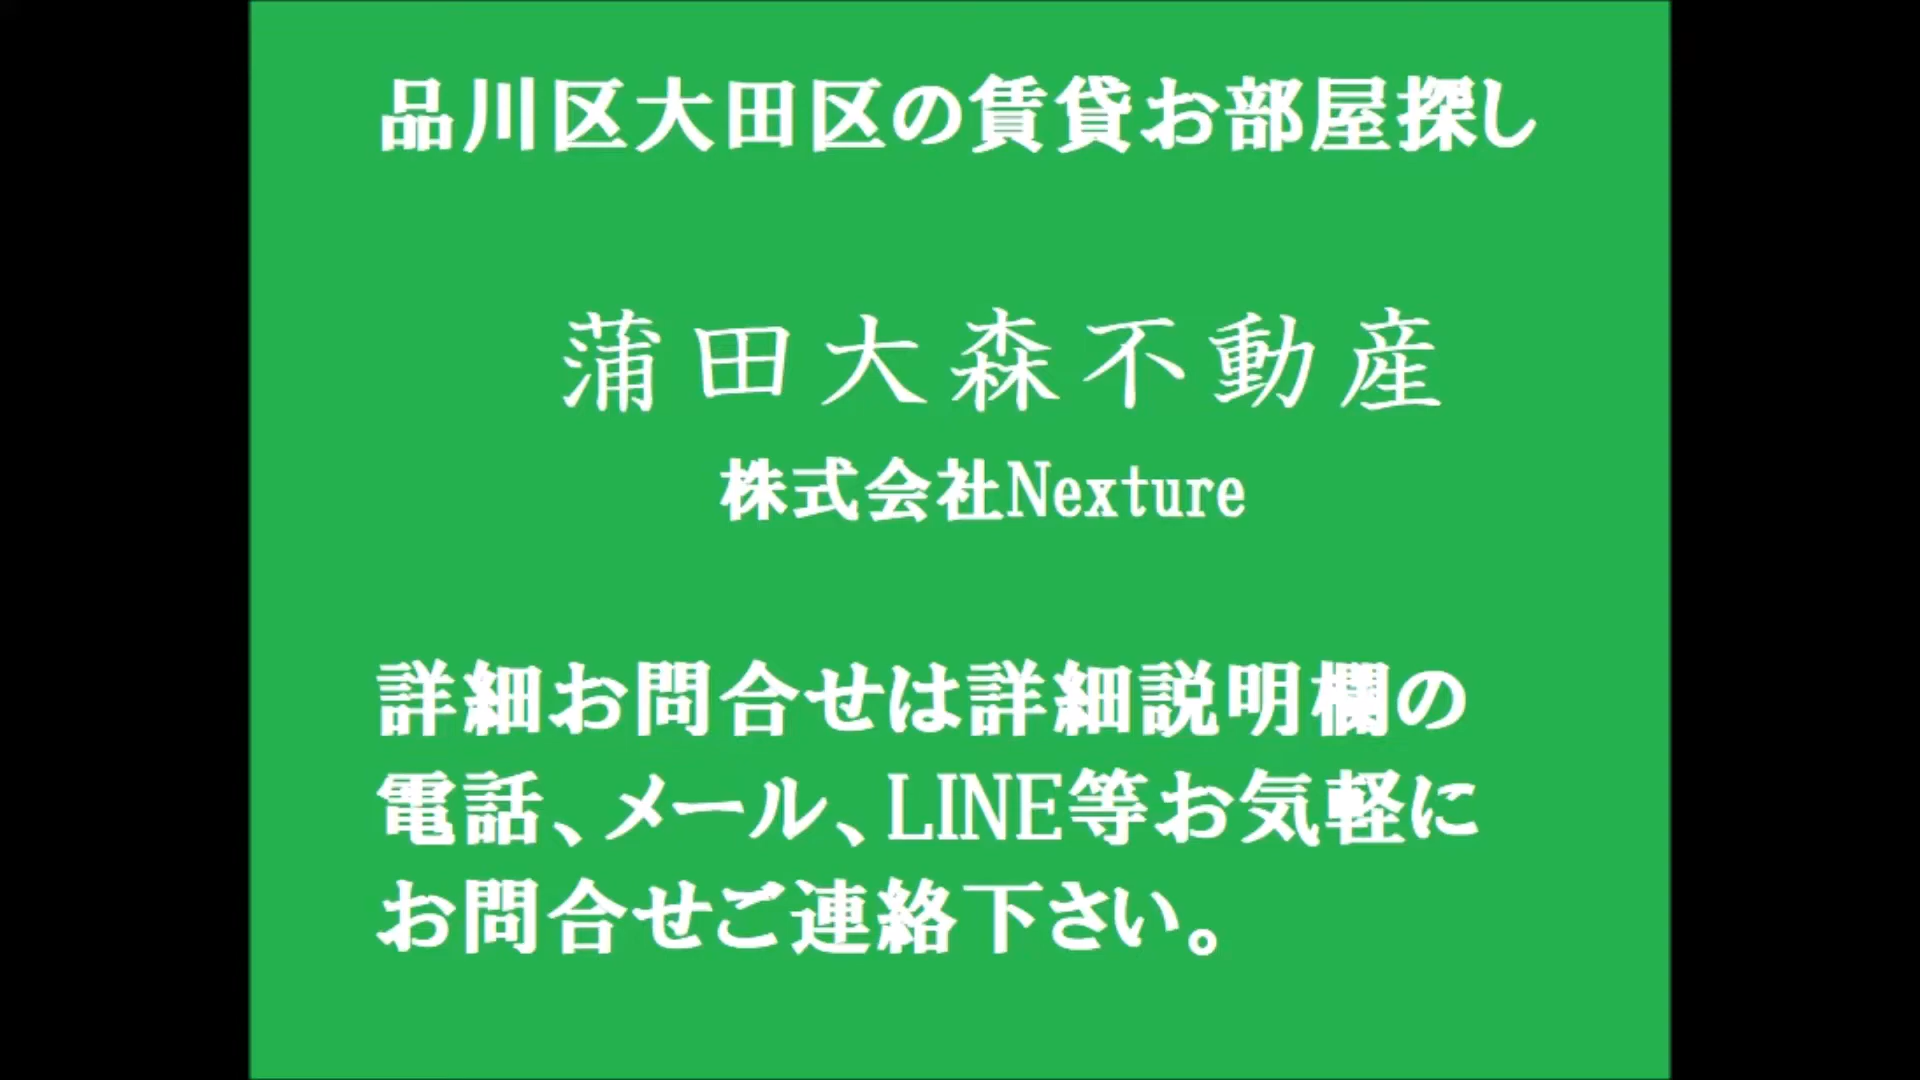 品川区大田区の賃貸お部屋探し
蒲田大森不動産
株式会社Nexture
詳細お問合せは詳細説明欄の
電話、メール、LINE等お気軽に
お問合せご連絡下さい。